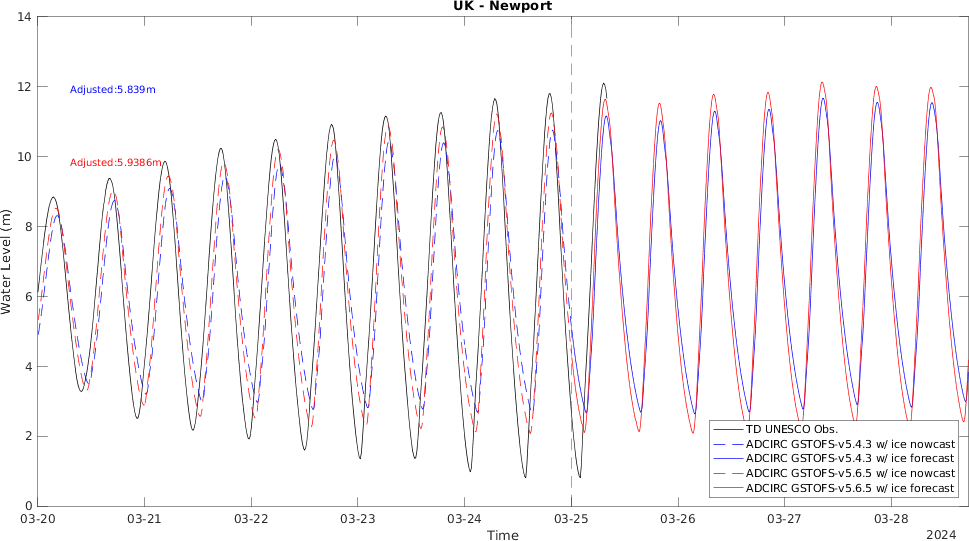 UK - Newport
14
12
10
8
6
4
2
0
Water Level (m)
Adjusted:5.839m
Adjusted:5.9386m
TD UNESCO Obs.
ADCIRC GSTOFS-v5.4.3 w/ ice nowcast
ADCIRC GSTOFS-v5.4.3 w/ ice forecast
ADCIRC GSTOFS-v5.6.5 w/ ice nowcast
ADCIRC GSTOFS-v5.6.5 w/ ice forecast
03-20 03-21 03-22 03-23 03-24 03-25 03-26 03-27 03-28
Time
2024